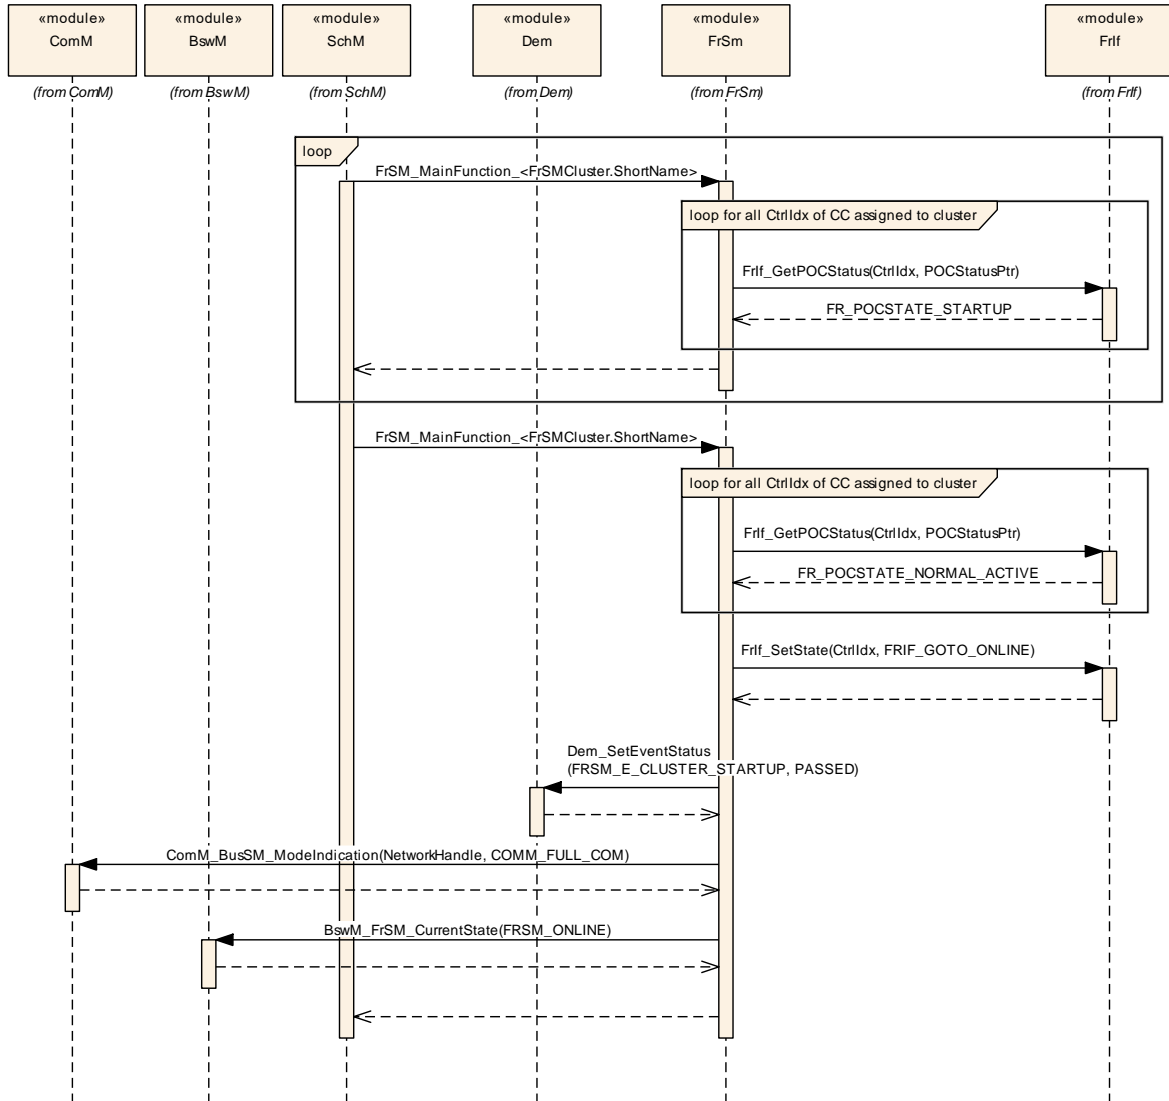 «module»
ComM
«module»
BswM
«module»
SchM
«module»
Dem
«module»
FrSm
«module»
FrIf
(from ComM)
(from BswM)
(from SchM)
(from Dem)
(from FrSm)
(from FrIf)
loop
FrSM_MainFunction_<FrSMCluster.ShortName>
loop for all CtrlIdx of CC assigned to cluster
FrIf_GetPOCStatus(CtrlIdx, POCStatusPtr)
FR_POCSTATE_STARTUP
FrSM_MainFunction_<FrSMCluster.ShortName>
loop for all CtrlIdx of CC assigned to cluster
FrIf_GetPOCStatus(CtrlIdx, POCStatusPtr)
FR_POCSTATE_NORMAL_ACTIVE
FrIf_SetState(CtrlIdx, FRIF_GOTO_ONLINE)
Dem_SetEventStatus
(FRSM_E_CLUSTER_STARTUP, PASSED)
ComM_BusSM_ModeIndication(NetworkHandle, COMM_FULL_COM)
BswM_FrSM_CurrentState(FRSM_ONLINE)